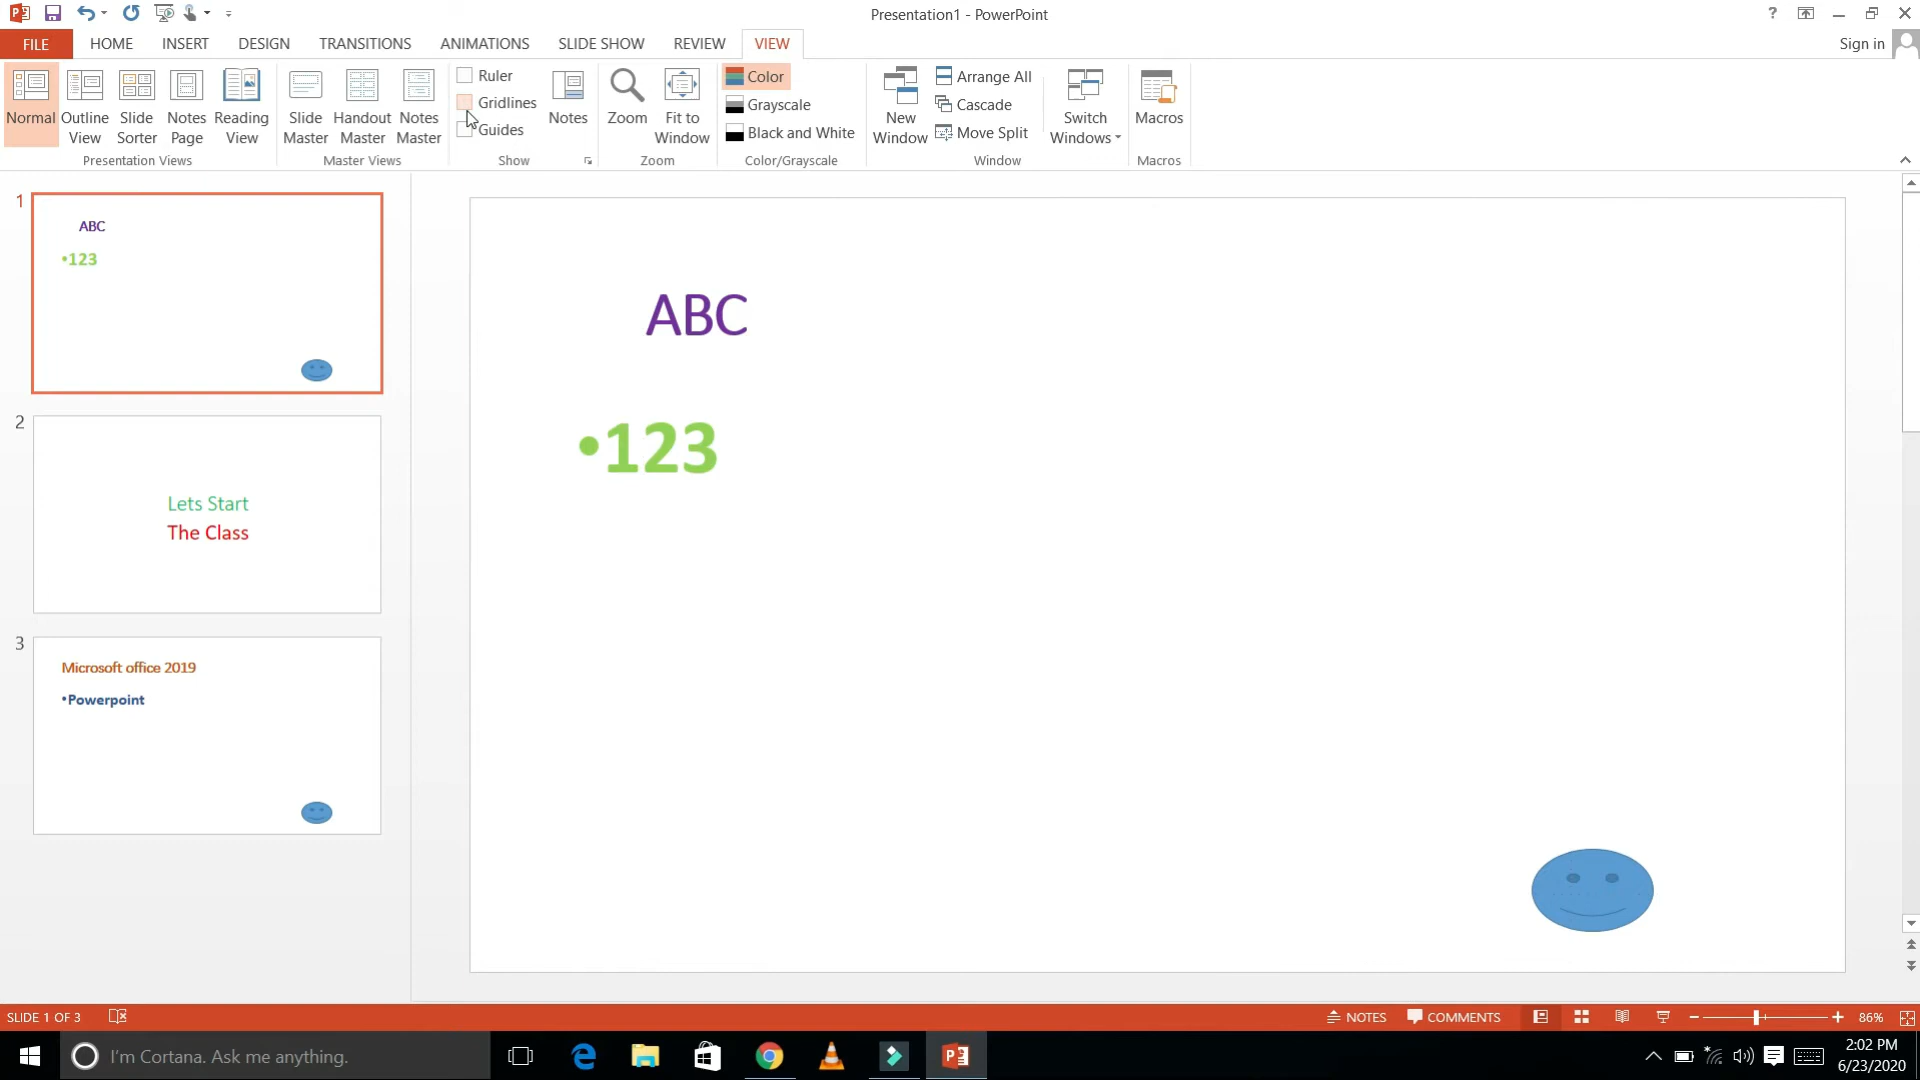 Presentation1 - PowerPoint
Sign in
FILE HOME INSERT DESIGN TRANSITIONS ANIMATIONS SLIDE SHOW REVIEW VIEW
Normal
Outline View
Slide Sorter
Notes Page
Reading View
Presentation Views
Slide Master
Handout Master
Notes Master
Master Views
Ruler
Gridlines
Guides
Show
Notes
Zoom
Fit to Window
Zoom
Color
Grayscale
Black and White
Color/Grayscale
New Window
Arrange All
Cascade
Move Split
Switch Windows
Window
Macros
Macros
1
ABC
•123
2
Lets Start
The Class
3
Microsoft office 2019
•Powerpoint
ABC
•123
SLIDE 1 OF 3
NOTES
COMMENTS
86%
I'm Cortana. Ask me anything.
2:02 PM
6/23/2020